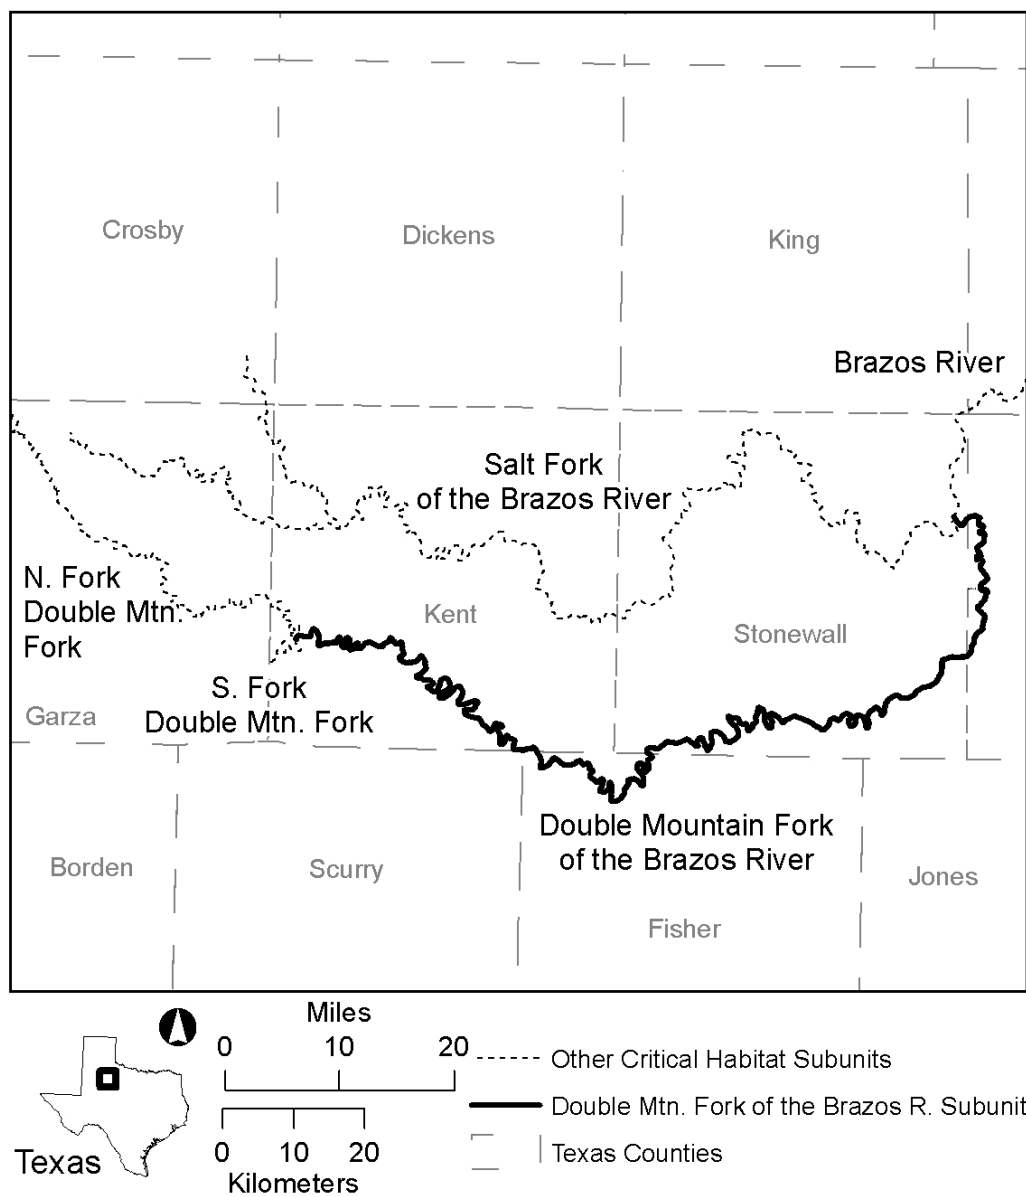 Crosby
Dickens
King
Brazos River
Salt Fork
of the Brazos River
N. Fork
Double Mtn.
Fork
Kent
Stonewall
S. Fork
Double Mtn. Fork
Garza
Double Mountain Fork
of the Brazos River
Borden
Scurry
Jones
Fisher
Miles
0 10 20
0 10 20
Kilometers
Texas
Other Critical Habitat Subunits
Double Mtn. Fork of the Brazos R. Subunit
Texas Counties